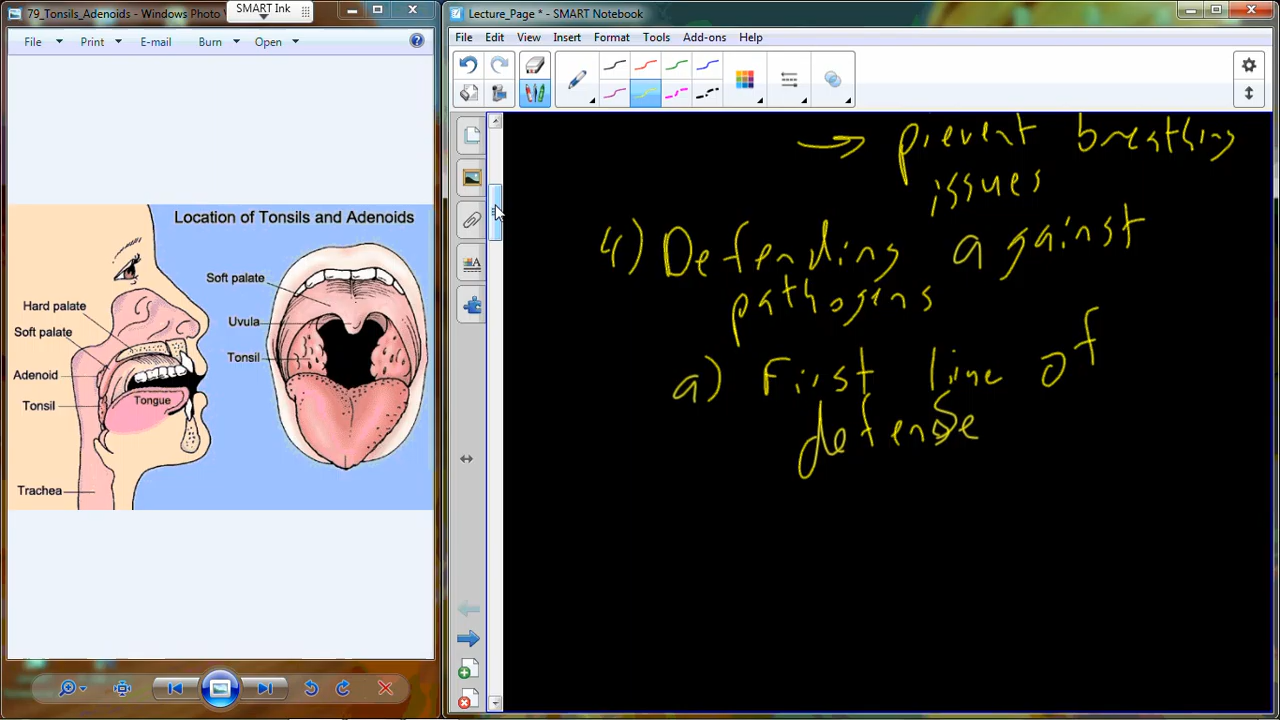 79_Tonsils_Adenoids - Windows Photo
SMART Ink
File Print E-mail Burn Open
Location of Tonsils and Adenoids
Soft palate
Hard palate
Uvula
Soft palate
Tonsil
Adenoid
Tongue
Tonsil
Trachea
Lecture_Page * - SMART Notebook
File Edit View Insert Format Tools Add-ons Help
→ prevent breathing
issues
4) Defending against
pathogens
a) First line of
defense